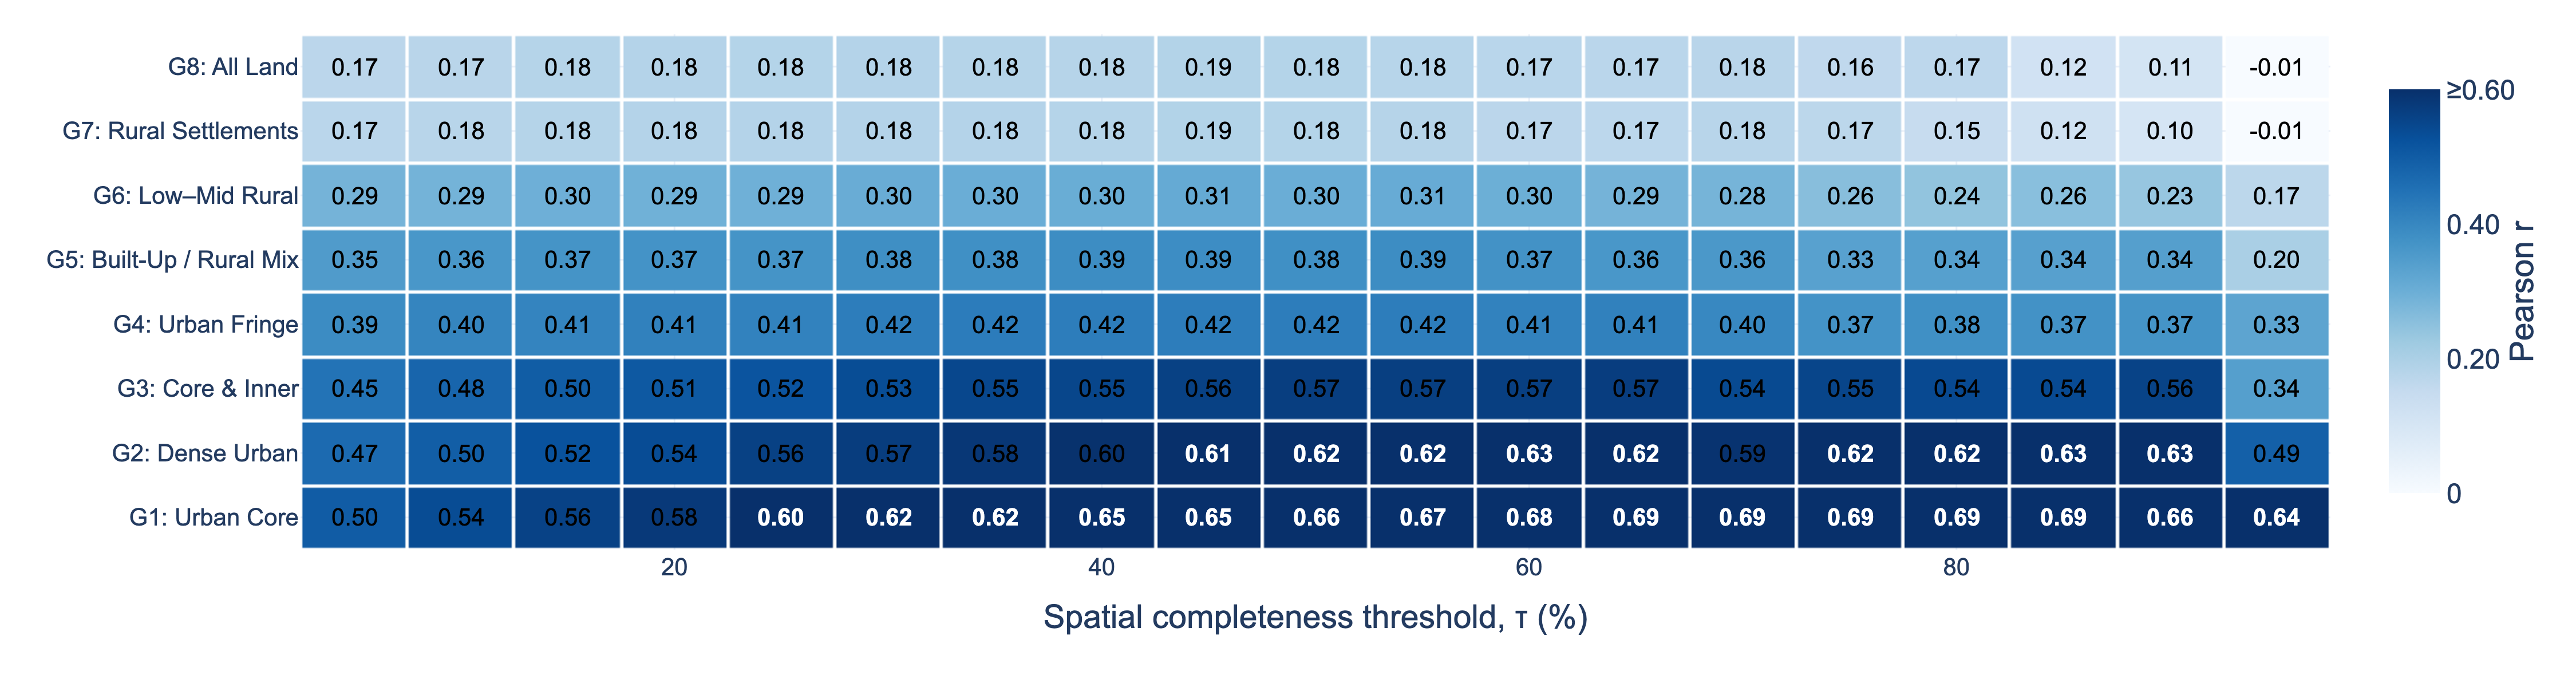 G8: All Land 0.17 0.17 0.18 0.18 0.18 0.18 0.18 0.18 0.19 0.18 0.18 0.17 0.17 0.18 0.16 0.17 0.12 0.11 -0.01
G7: Rural Settlements 0.17 0.18 0.18 0.18 0.18 0.18 0.18 0.18 0.19 0.18 0.18 0.17 0.17 0.18 0.17 0.15 0.12 0.10 -0.01
G6: Low–Mid Rural 0.29 0.29 0.30 0.29 0.29 0.30 0.30 0.30 0.31 0.30 0.31 0.30 0.29 0.28 0.26 0.24 0.26 0.23 0.17
G5: Built-Up / Rural Mix 0.35 0.36 0.37 0.37 0.37 0.38 0.38 0.39 0.39 0.38 0.39 0.37 0.36 0.36 0.33 0.34 0.34 0.34 0.20
G4: Urban Fringe 0.39 0.40 0.41 0.41 0.41 0.42 0.42 0.42 0.42 0.42 0.42 0.41 0.41 0.40 0.37 0.38 0.37 0.37 0.33
G3: Core & Inner 0.45 0.48 0.50 0.51 0.52 0.53 0.55 0.55 0.56 0.57 0.57 0.57 0.57 0.54 0.55 0.54 0.54 0.56 0.34
G2: Dense Urban 0.47 0.50 0.52 0.54 0.56 0.57 0.58 0.60 0.61 0.62 0.62 0.63 0.62 0.59 0.62 0.62 0.63 0.63 0.49
G1: Urban Core 0.50 0.54 0.56 0.58 0.60 0.62 0.62 0.65 0.65 0.66 0.67 0.68 0.69 0.69 0.69 0.69 0.69 0.66 0.64
20 40 60 80
Spatial completeness threshold, τ (%)
≥0.60
0.40
0.20
0
Pearson r